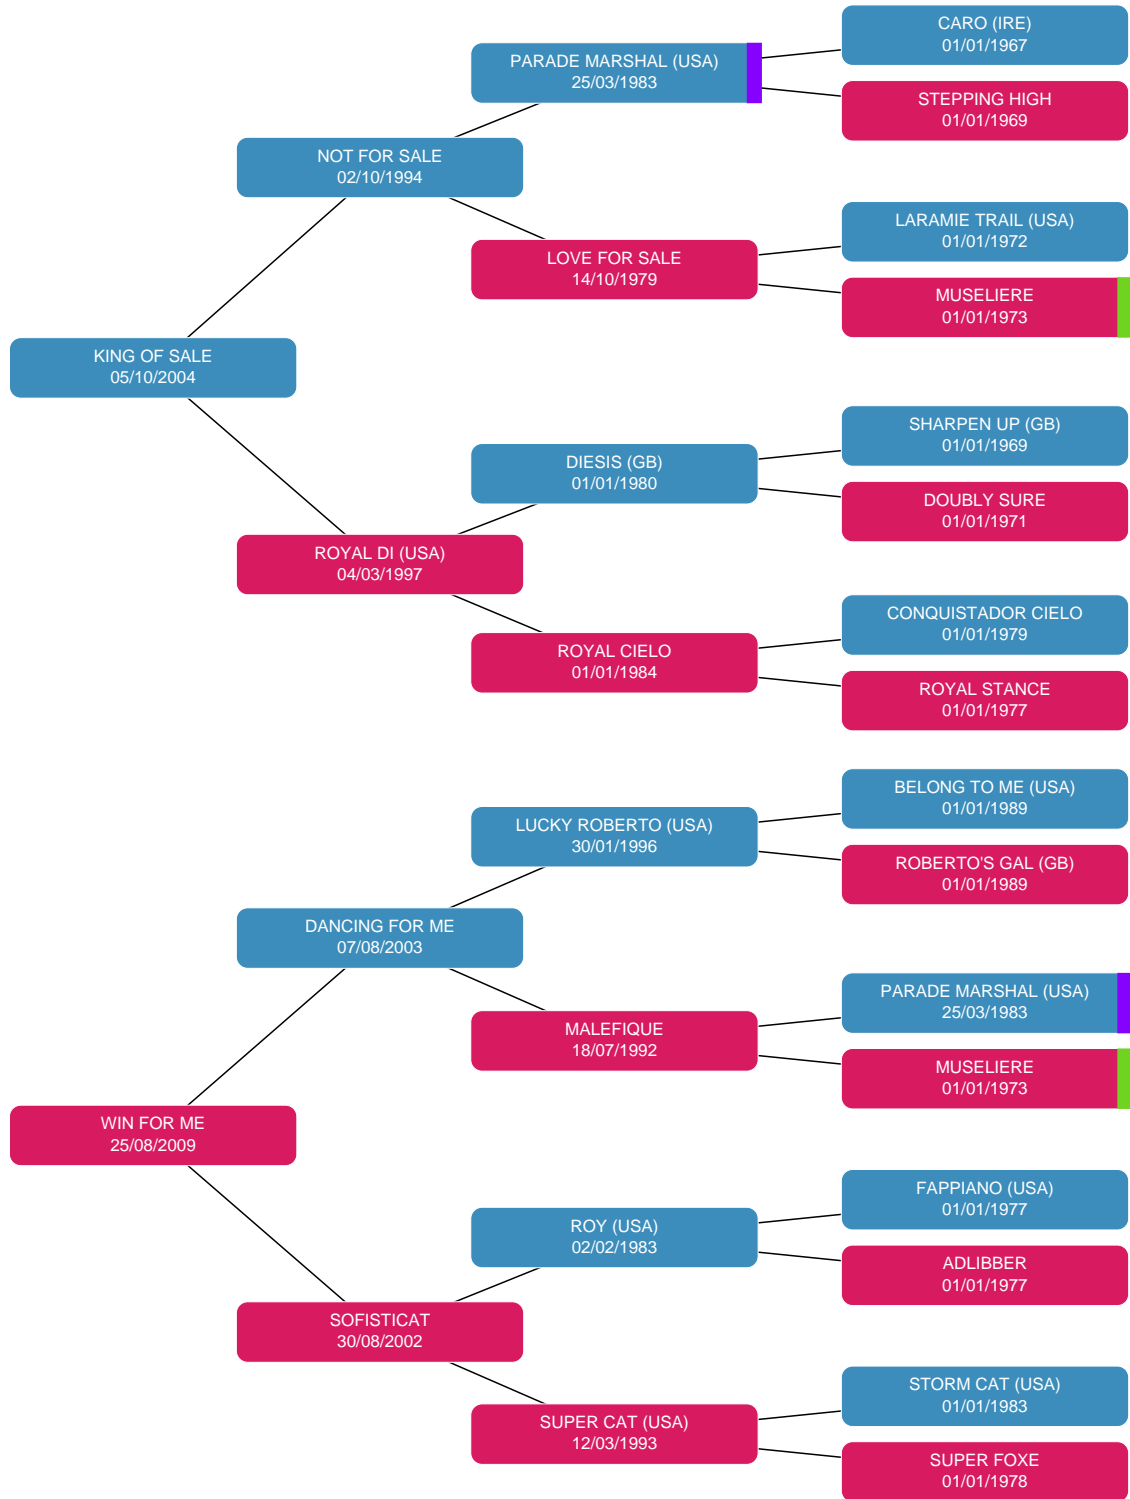 CARO (IRE)
01/01/1967
PARADE MARSHAL (USA)
25/03/1983
STEPPING HIGH
01/01/1969
NOT FOR SALE
02/10/1994
LARAMIE TRAIL (USA)
01/01/1972
LOVE FOR SALE
14/10/1979
MUSELIERE
01/01/1973
KING OF SALE
05/10/2004
SHARPEN UP (GB)
01/01/1969
DIESIS (GB)
01/01/1980
DOUBLY SURE
01/01/1971
ROYAL DI (USA)
04/03/1997
CONQUISTADOR CIELO
01/01/1979
ROYAL CIELO
01/01/1984
ROYAL STANCE
01/01/1977
BELONG TO ME (USA)
01/01/1989
LUCKY ROBERTO (USA)
30/01/1996
ROBERTO'S GAL (GB)
01/01/1989
DANCING FOR ME
07/08/2003
PARADE MARSHAL (USA)
25/03/1983
MALEFIQUE
18/07/1992
MUSELIERE
01/01/1973
WIN FOR ME
25/08/2009
FAPPIANO (USA)
01/01/1977
ROY (USA)
02/02/1983
ADLIBBER
01/01/1977
SOFISTICAT
30/08/2002
STORM CAT (USA)
01/01/1983
SUPER CAT (USA)
12/03/1993
SUPER FOXE
01/01/1978